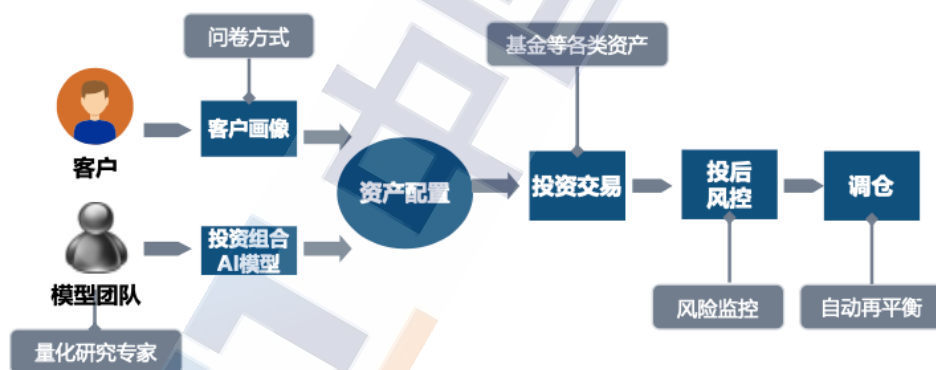 问卷方式
基金等各类资产
客户画像
客户
资产配置
投资交易
投后
风控
调仓
投资组合
AI模型
模型团队
风险监控
自动再平衡
量化研究专家